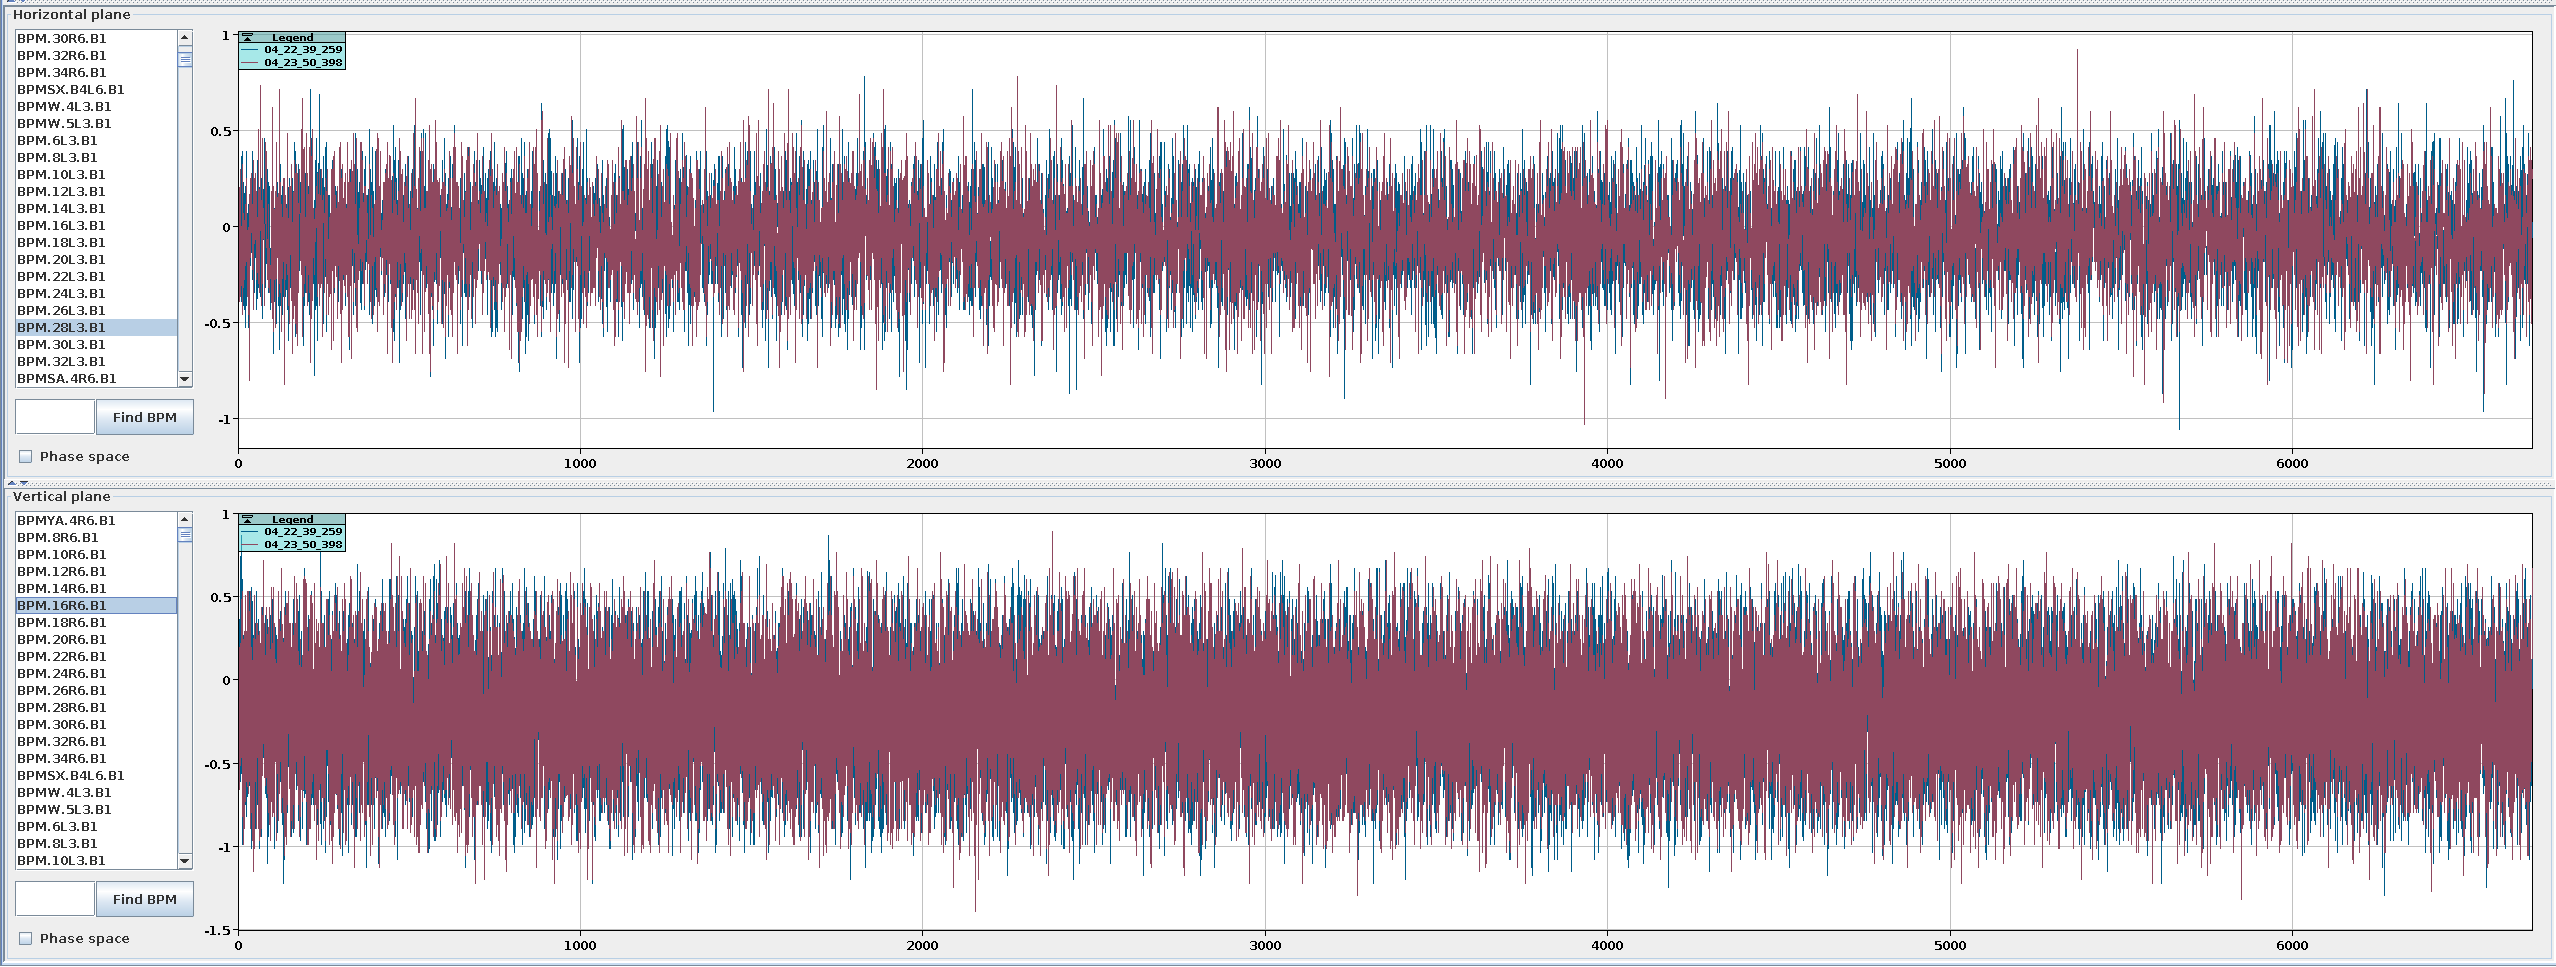 Horizontal plane
BPM.30R6.B1
BPM.32R6.B1
BPM.34R6.B1
BPMSX.B4L6.B1
BPMW.4L3.B1
BPMW.5L3.B1
BPM.6L3.B1
BPM.8L3.B1
BPM.10L3.B1
BPM.12L3.B1
BPM.14L3.B1
BPM.16L3.B1
BPM.18L3.B1
BPM.20L3.B1
BPM.22L3.B1
BPM.24L3.B1
BPM.26L3.B1
BPM.28L3.B1
BPM.30L3.B1
BPM.32L3.B1
BPMSA.4R6.B1
Find BPM
Phase space
Legend
04_22_39_259
04_23_50_398
1
0.5
0
-0.5
-1
0 1000 2000 3000 4000 5000 6000
Vertical plane
BPMYA.4R6.B1
BPM.8R6.B1
BPM.10R6.B1
BPM.12R6.B1
BPM.14R6.B1
BPM.16R6.B1
BPM.18R6.B1
BPM.20R6.B1
BPM.22R6.B1
BPM.24R6.B1
BPM.26R6.B1
BPM.28R6.B1
BPM.30R6.B1
BPM.32R6.B1
BPM.34R6.B1
BPMSX.B4L6.B1
BPMW.4L3.B1
BPMW.5L3.B1
BPM.6L3.B1
BPM.8L3.B1
BPM.10L3.B1
Find BPM
Phase space
Legend
04_22_39_259
04_23_50_398
1
0.5
0
-0.5
-1
-1.5
0 1000 2000 3000 4000 5000 6000